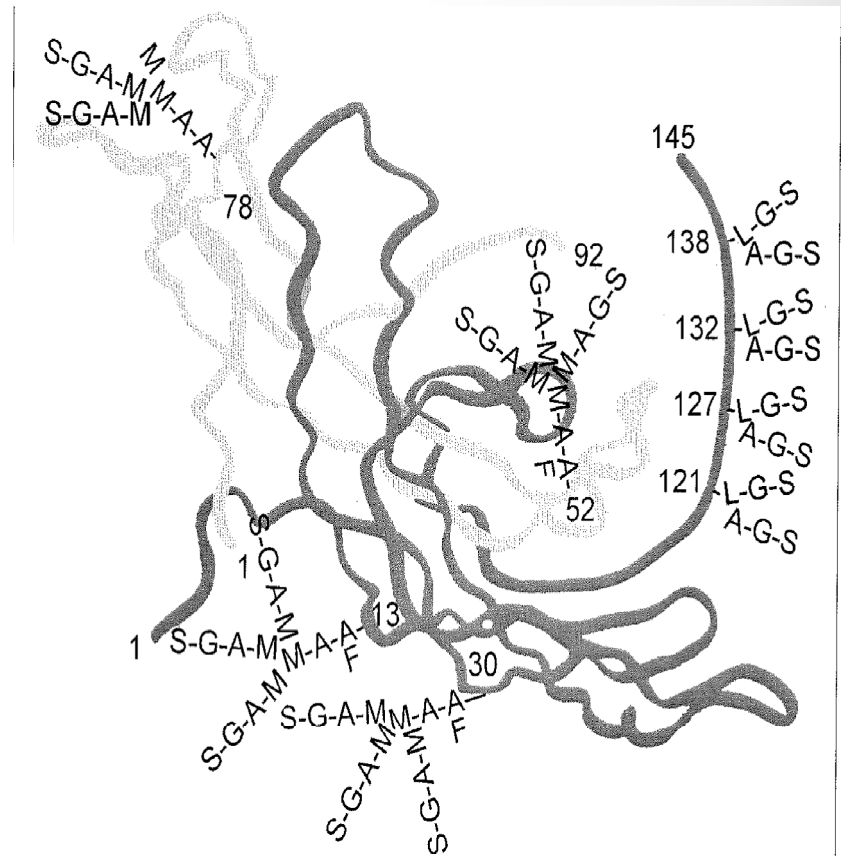 M
S-G-A-M
M-A-A-
S-G-A-M
78
145
138
L-G-S
A-G-S
132
L-G-S
A-G-S
127
L-G-S
A-G-S
121
L-G-S
A-G-S
92
S-G-A-M
M-A-G-S
S-G-A-M
M-A-A-
F
52
S-G-A-M
1
1
S-G-A-M
M-A-A-
F
13
S-G-A-M
30
S-G-A-M
M-A-A-
F
S-G-A-M
S-G-A-M